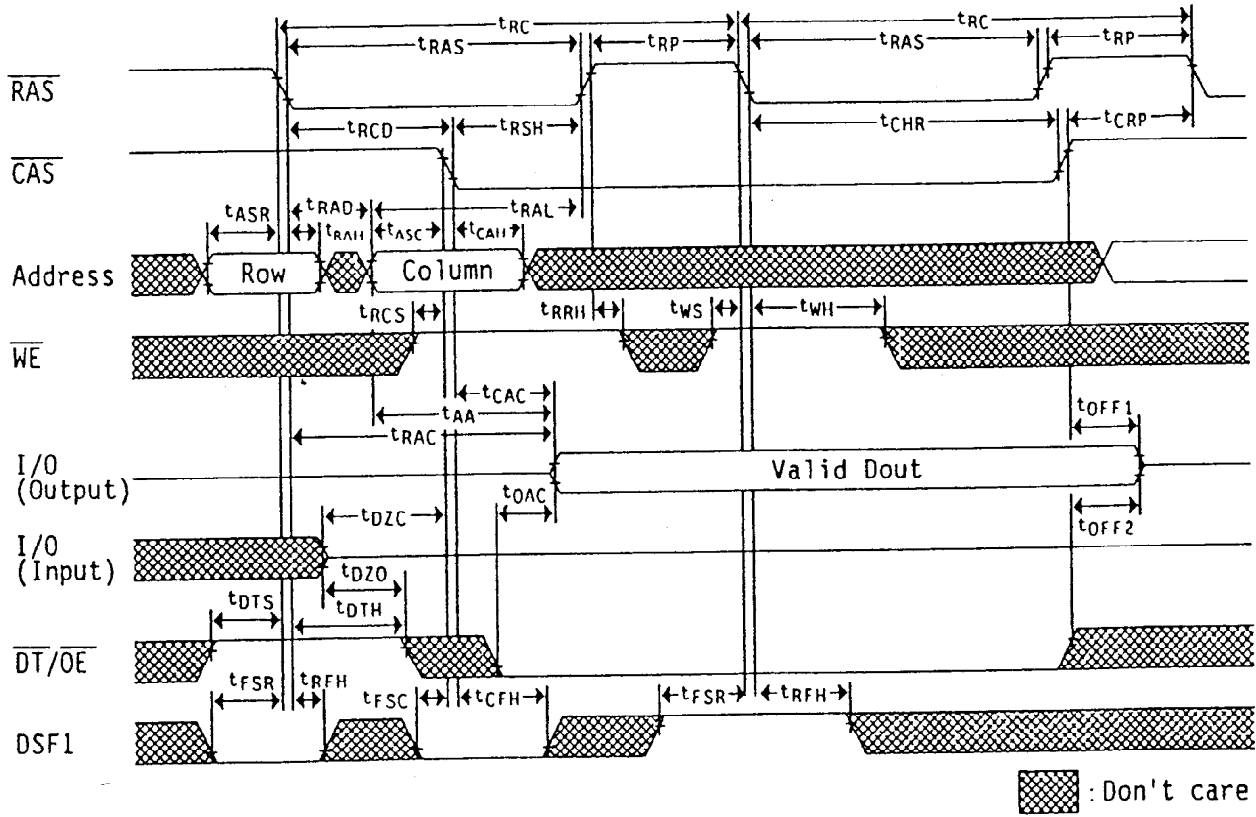 tRC tRC
tRAS tRP tRAS tRP
RAS
tRCD tRSH tCHR tCRP
CAS
tASR tRAD tRAL
tRAH tASC tCAH
Address Row Column
tRCS tRRH tWS tWH
WE
tCAC
tAA tOFF1
tRAC
I/O
(Output) Valid Dout
tOAC
tDZC tOFF2
I/O
(Input)
tDZO
tDTS tDTH
DT/OE
tFSR tRFH tFSC tCFH tFSR tRFH
DSF1
: Don't care